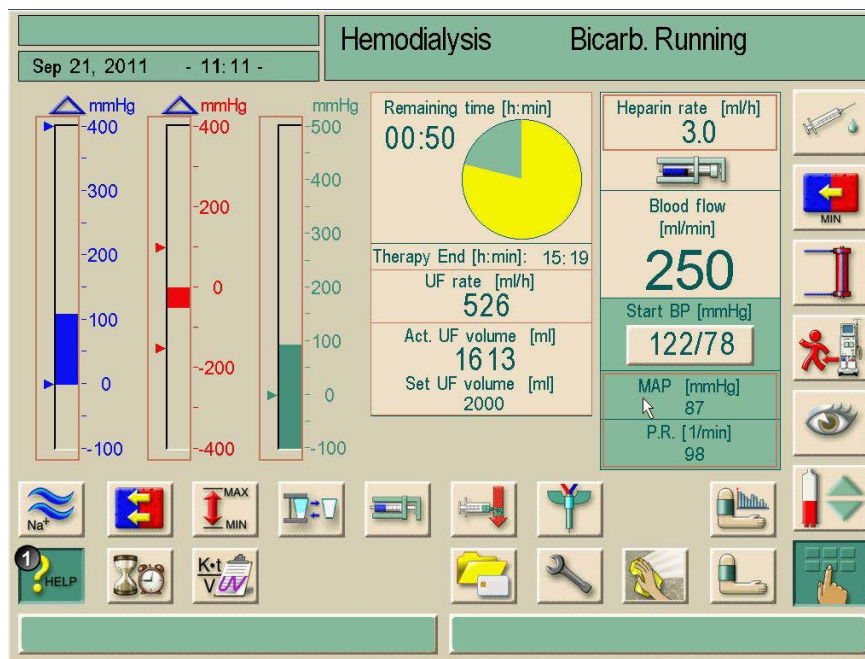 Hemodialysis Bicarb. Running
Sep 21, 2011 - 11:11 -
mmHg mmHg mmHg
400 400 500
300 200 400
200 0 300
100 -200 200
0 -400 100
-100 0
-100
Remaining time [h:min]
00:50
Therapy End [h:min]: 15:19
UF rate [ml/h]
526
Act. UF volume [ml]
1613
Set UF volume [ml]
2000
Heparin rate [ml/h]
3.0
Blood flow
[ml/min]
250
Start BP [mmHg]
122/78
MAP [mmHg]
87
P.R. [1/min]
98
MIN
Na+
MAX
MIN
1
HELP
K•t
V UV